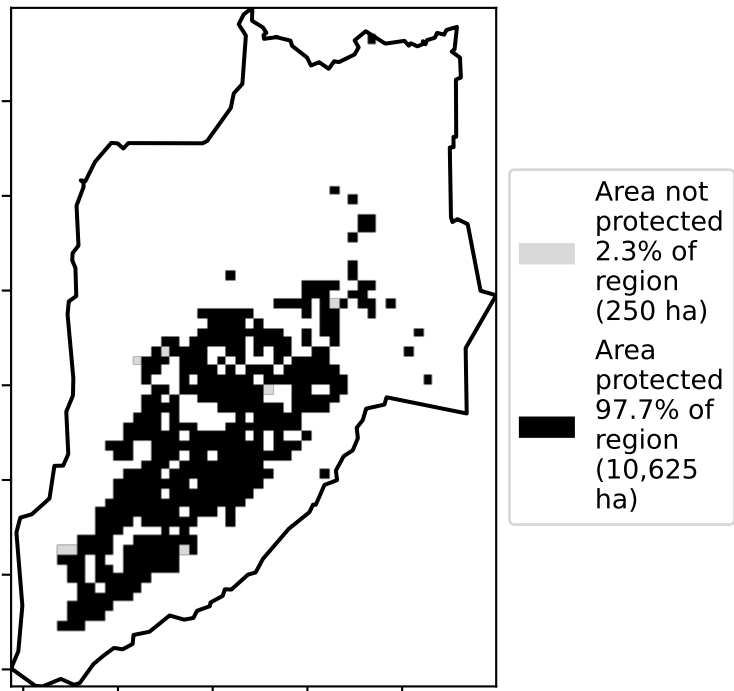 Area not
protected
2.3% of
region
(250 ha)
Area
protected
97.7% of
region
(10,625
ha)